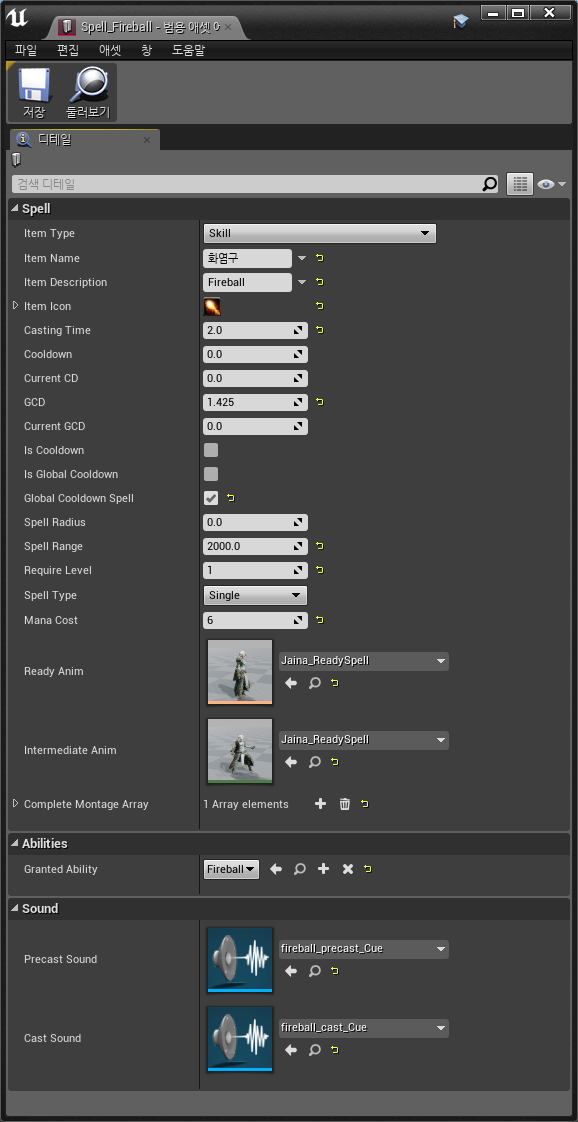 Spell_Fireball - 범용 애셋 에
파일 편집 애셋 창 도움말
저장 둘러보기
디테일
검색 디테일
Spell
Item Type Skill
Item Name 화염구
Item Description Fireball
Item Icon
Casting Time 2.0
Cooldown 0.0
Current CD 0.0
GCD 1.425
Current GCD 0.0
Is Cooldown
Is Global Cooldown
Global Cooldown Spell
Spell Radius 0.0
Spell Range 2000.0
Require Level 1
Spell Type Single
Mana Cost 6
Ready Anim Jaina_ReadySpell
Intermediate Anim Jaina_ReadySpell
Complete Montage Array 1 Array elements
Abilities
Granted Ability Fireball
Sound
Precast Sound fireball_precast_Cue
Cast Sound fireball_cast_Cue